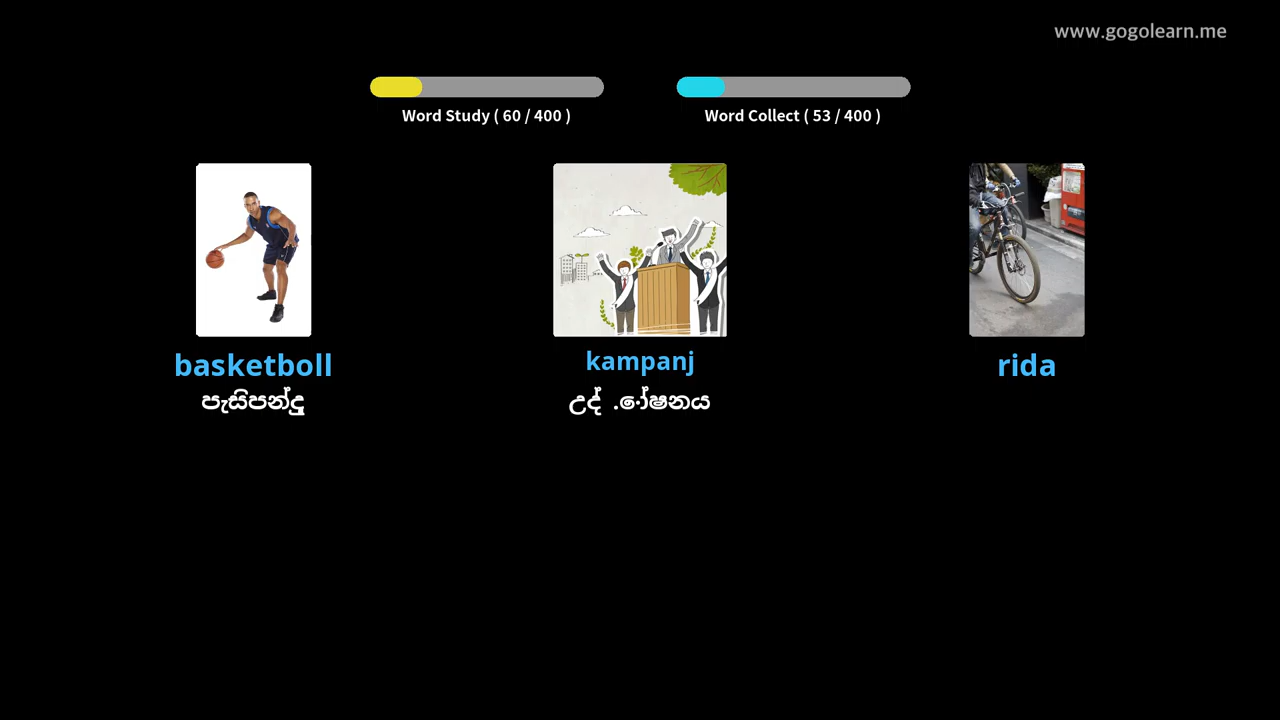 www.gogolearn.me
Word Study ( 60 / 400 )
Word Collect ( 53 / 400 )
basketboll
පැසිපන්දු
kampanj
උද් .ෝෂනය
rida